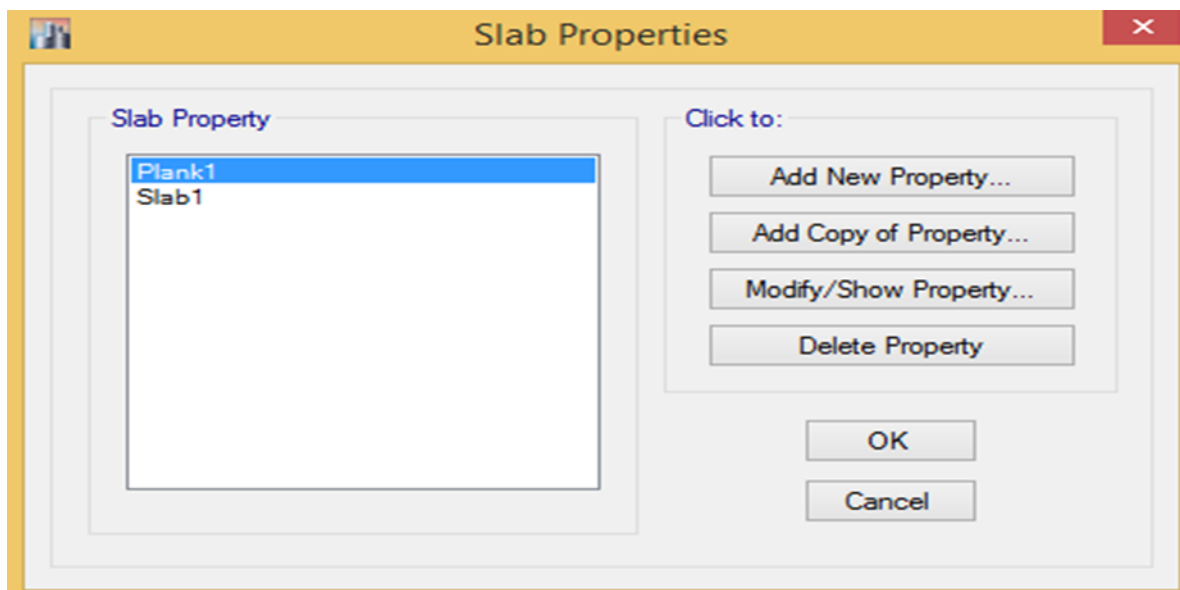 Slab Properties
Slab Property
Plank1
Slab1
Click to:
Add New Property...
Add Copy of Property...
Modify/Show Property...
Delete Property
OK
Cancel